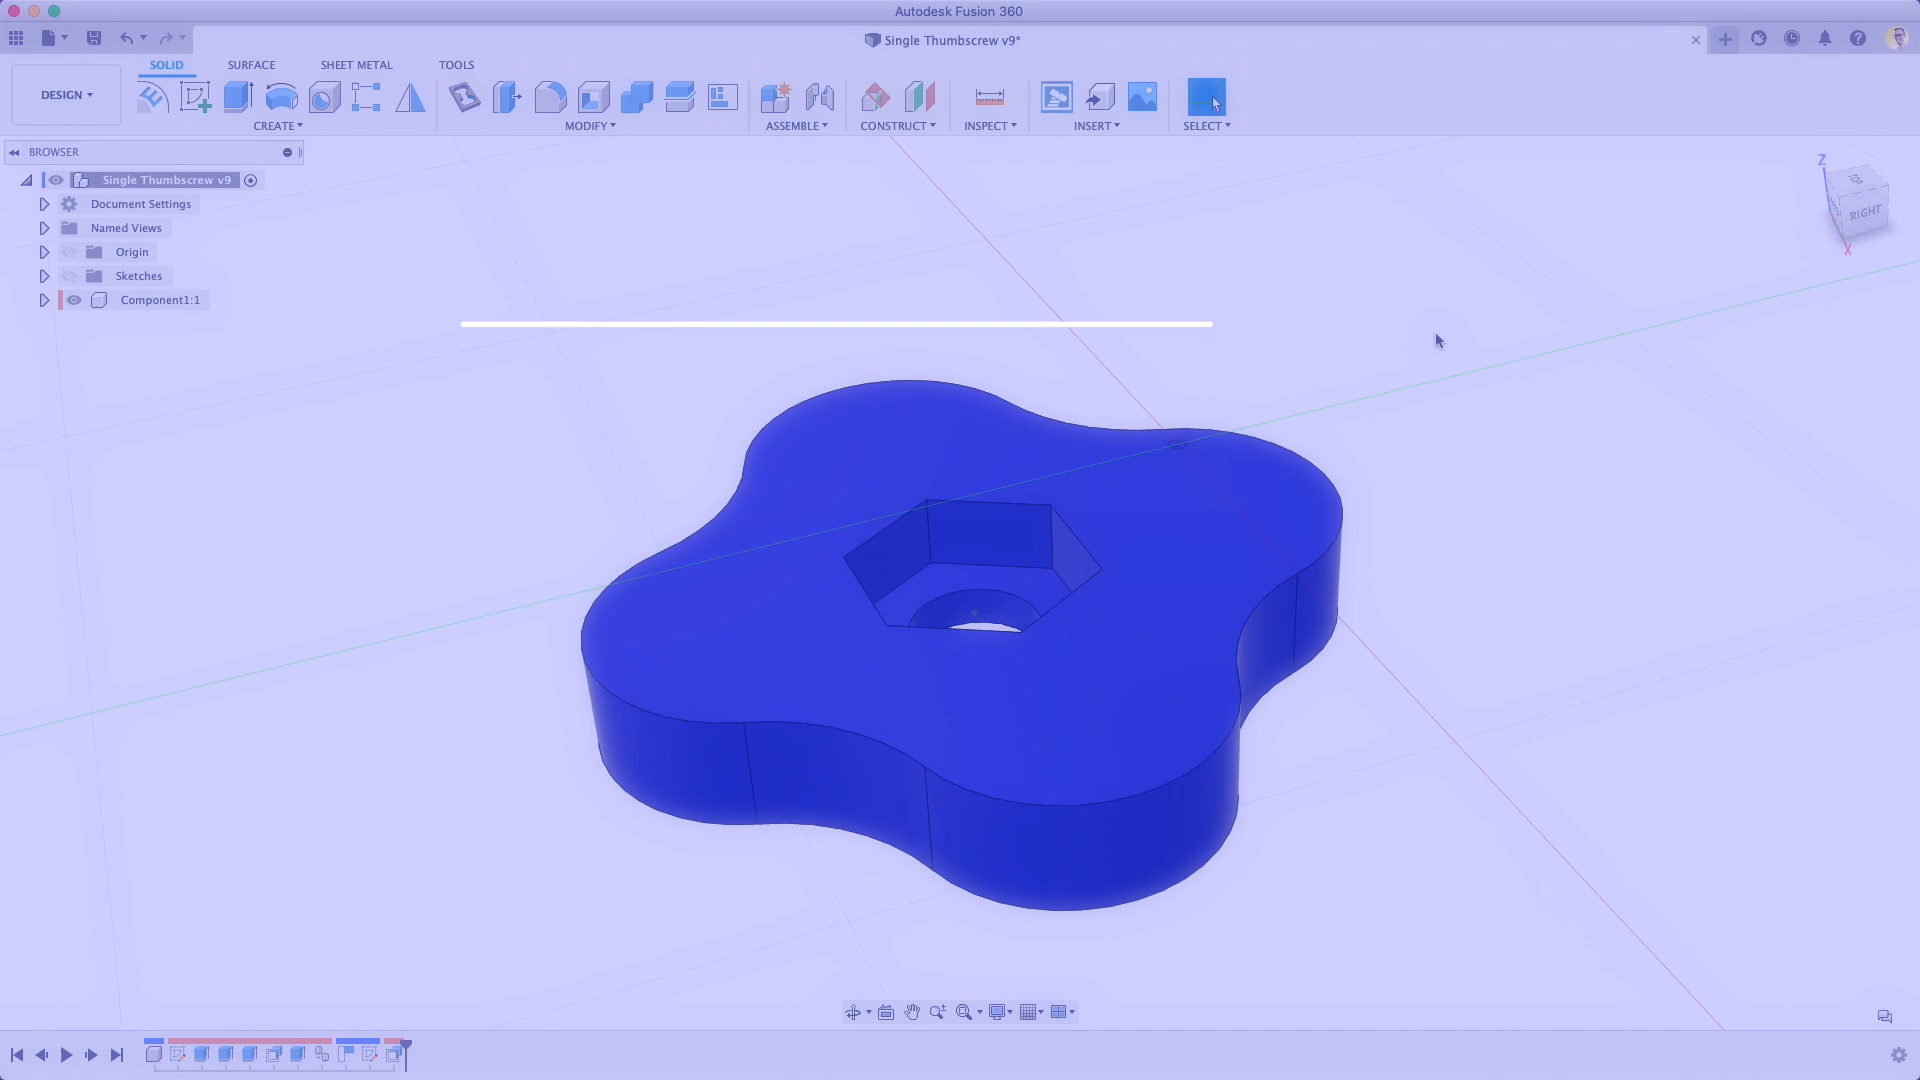 Autodesk Fusion 360
Single Thumbscrew v9*
SOLID SURFACE SHEET METAL TOOLS
DESIGN
CREATE MODIFY ASSEMBLE CONSTRUCT INSPECT INSERT SELECT
BROWSER
Single Thumbscrew v9
Document Settings
Named Views
Origin
Sketches
Component1:1
Z
TOP
RIGHT
X